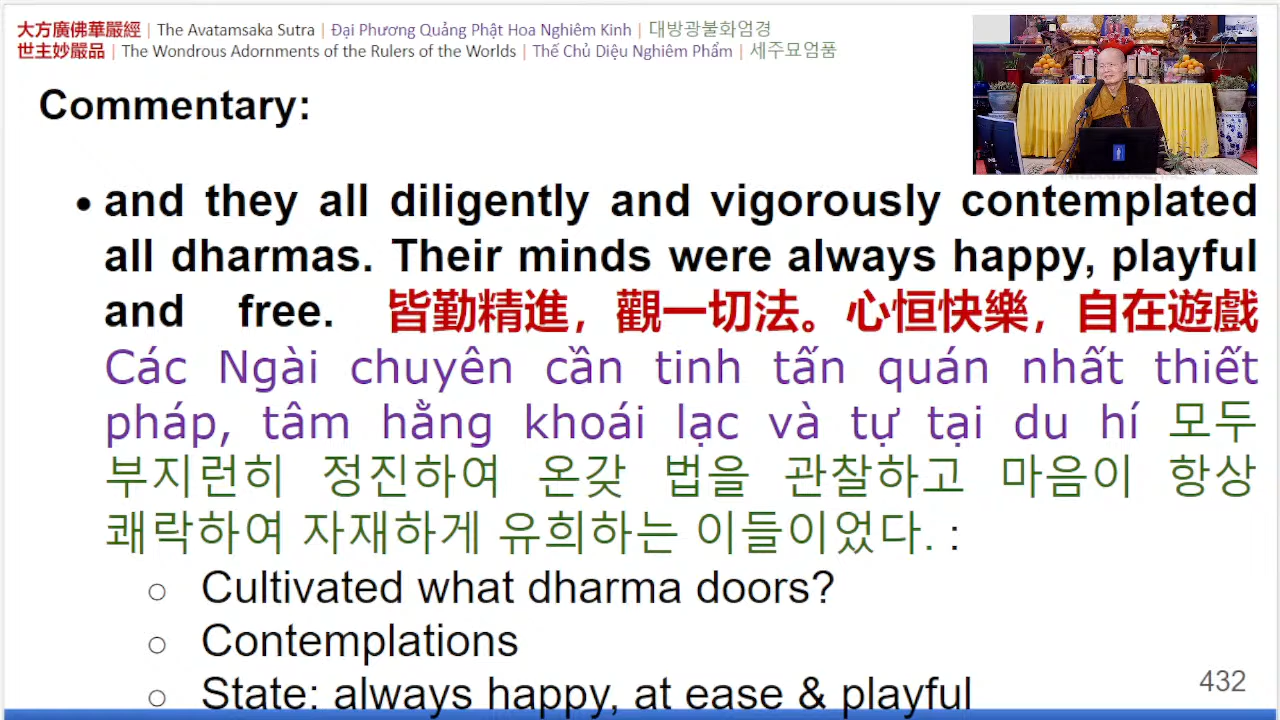 大方廣佛華嚴經 | The Avatamsaka Sutra | Đại Phương Quảng Phật Hoa Nghiêm Kinh | 대방광불화엄경
世主妙嚴品 | The Wondrous Adornments of the Rulers of the Worlds | Thế Chủ Diệu Nghiêm Phẩm | 세주묘엄품
Commentary:
• and they all diligently and vigorously contemplated
all dharmas. Their minds were always happy, playful
and free. 皆勤精進，觀一切法。心恒快樂，自在遊戲
Các Ngài chuyên cần tinh tấn quán nhất thiết
pháp, tâm hằng khoái lạc và tự tại du hí 모두
부지런히 정진하여 온갖 법을 관찰하고 마음이 항상
쾌락하여 자재하게 유희하는 이들이었다. :
○ Cultivated what dharma doors?
○ Contemplations
○ State: always happy, at ease & playful
432